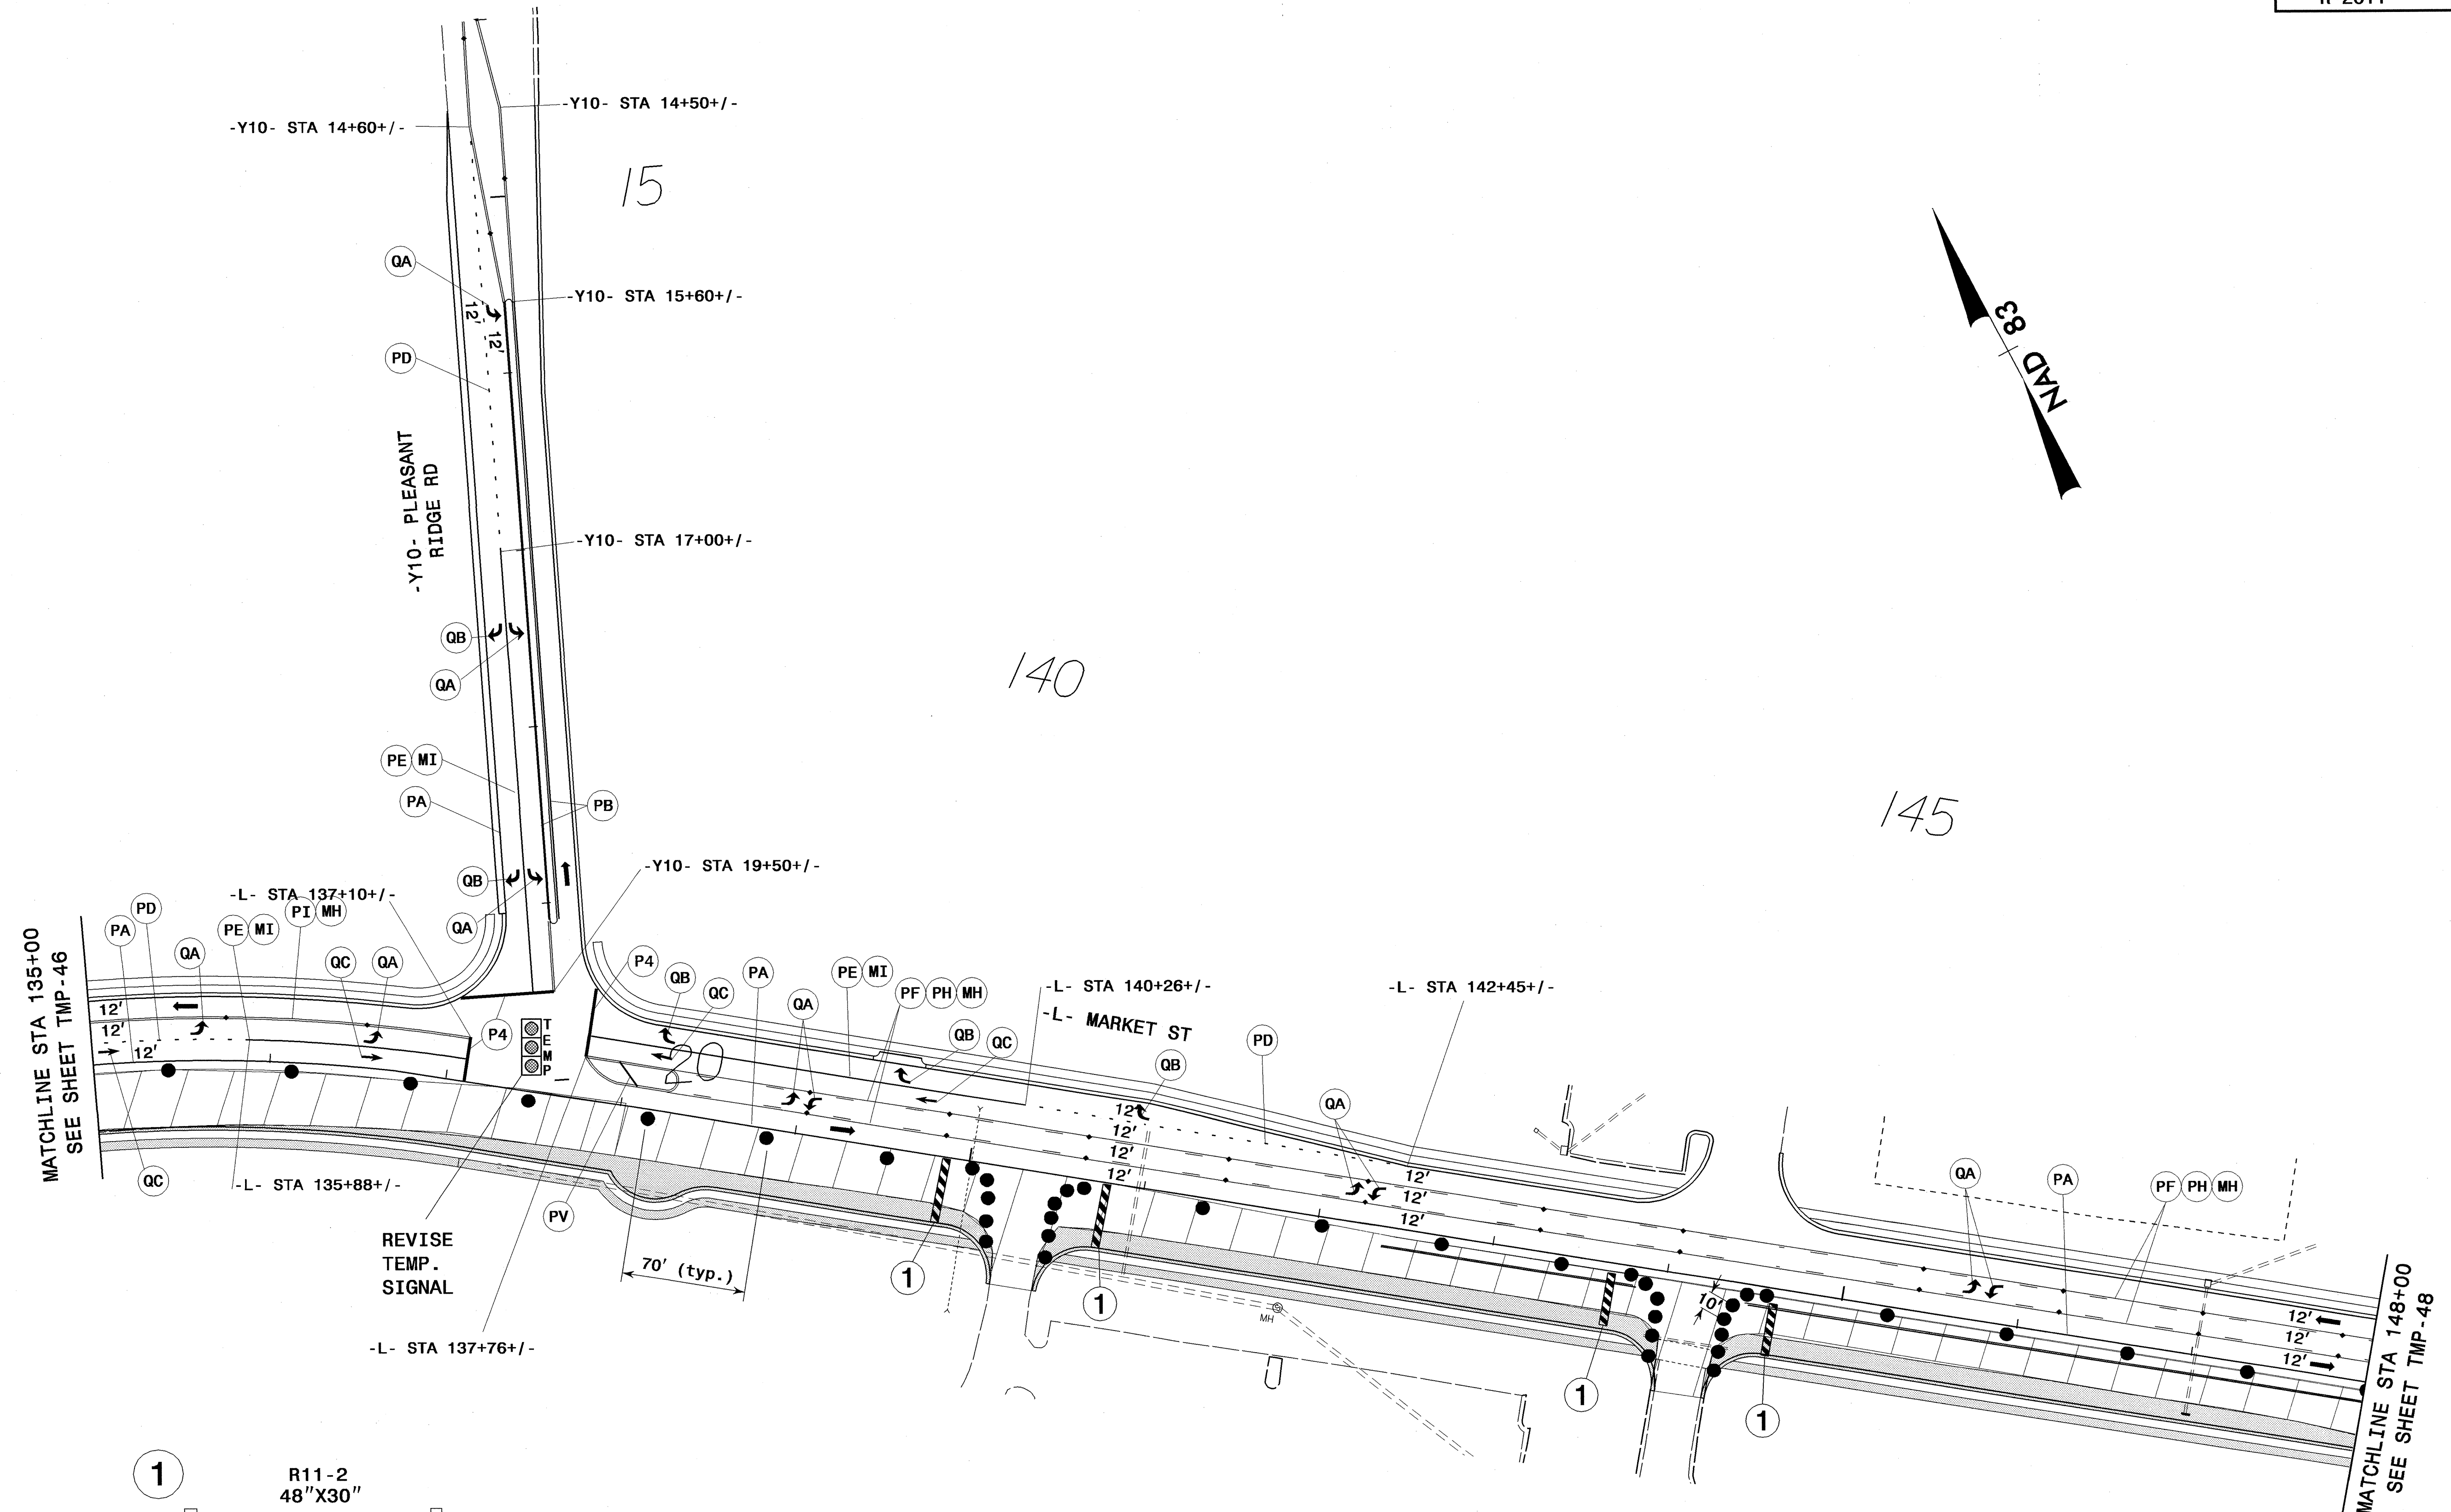 -Y10- STA 14+50+/-
-Y10- STA 14+60+/-
15
QA
-Y10- STA 15+60+/-
12'
12'
PD
-Y10- PLEASANT
RIDGE RD
-Y10- STA 17+00+/-
QB
QA
PE MI
PA
PB
QB
QA
-Y10- STA 19+50+/-
NAD 83
140
145
MATCHLINE STA 135+00
SEE SHEET TMP-46
-L- STA 137+10+/-
PA
PD
QA
PE MI
PI MH
QC
QA
12'
12'
12'
QC
-L- STA 135+88+/-
P4
TEMP
P4
QB
QC
PA
QA
PE MI
PF PH MH
QB
QC
-L- STA 140+26+/-
-L- MARKET ST
QB
PD
-L- STA 142+45+/-
12'
12'
12'
12'
QA
12'
12'
12'
QA
PA
PF PH MH
12'
12'
12'
REVISE
TEMP.
SIGNAL
PV
70' (typ.)
-L- STA 137+76+/-
1
1
MH
10'
1
1
MATCHLINE STA 148+00
SEE SHEET TMP-48
1
R11-2
48"X30"